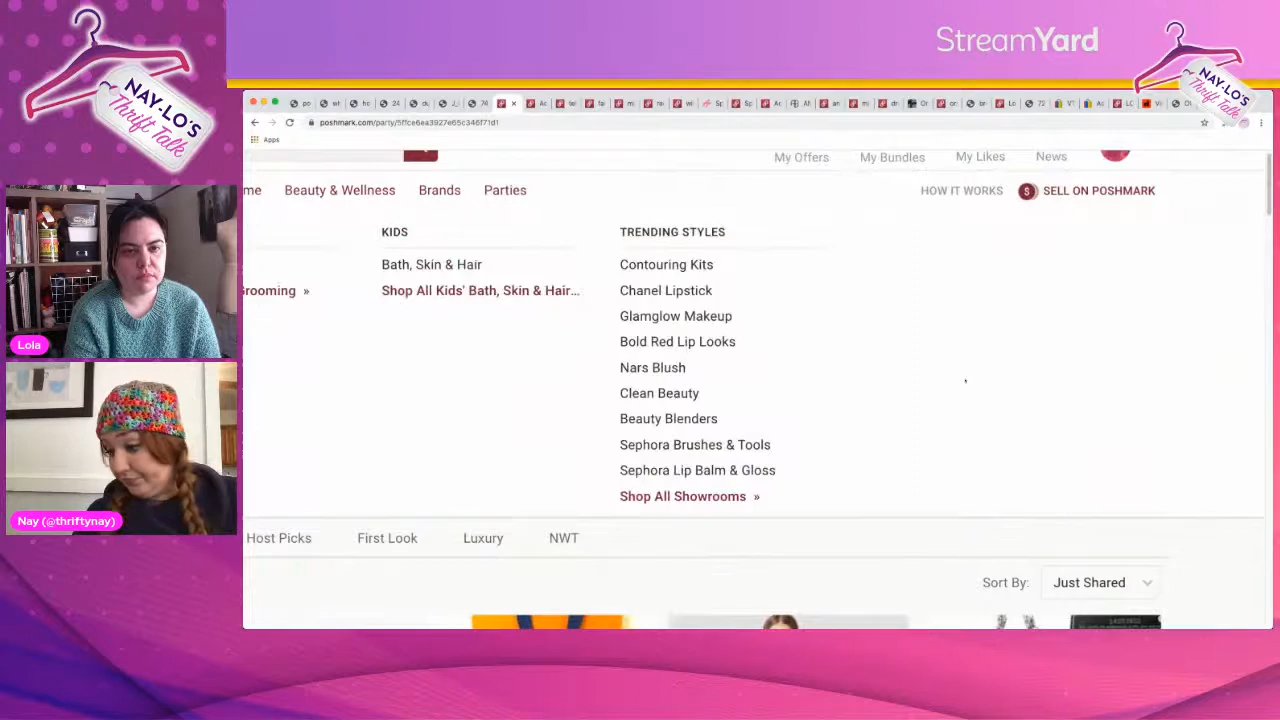 StreamYard
NAY-LO'S
Thrift Talk
NAY-LO'S
Thrift Talk
poshmark.com/party/5ffce6ea3927e65c346f71d1
Apps
My Offers
My Bundles
My Likes
News
me
Beauty & Wellness
Brands
Parties
HOW IT WORKS
$
SELL ON POSHMARK
KIDS
Bath, Skin & Hair
Shop All Kids' Bath, Skin & Hair...
rooming »
TRENDING STYLES
Contouring Kits
Chanel Lipstick
Glamglow Makeup
Bold Red Lip Looks
Nars Blush
Clean Beauty
Beauty Blenders
Sephora Brushes & Tools
Sephora Lip Balm & Gloss
Shop All Showrooms »
Host Picks
First Look
Luxury
NWT
Sort By:
Just Shared
Lola
Nay (@thriftynay)